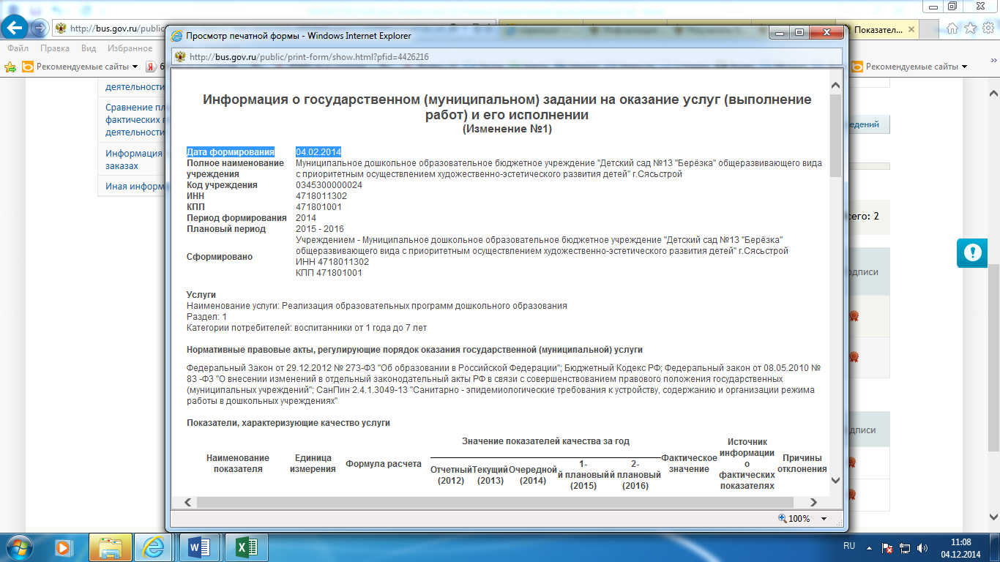 http://bus.gov.ru/public
Показател...
Просмотр печатной формы - Windows Internet Explorer
Файл Правка Вид Избранное
http://bus.gov.ru/public/print-form/show.html?pfid=4426216
Рекомендуемые сайты
Рекомендуемые сайты
деятельности
Сравнение
фактических
деятельности
Информация
заказах
Иная
Всего: 2
Информация о государственном (муниципальном) задании на оказание услуг (выполнение
работ) и его исполнении
(Изменение №1)
Дата формирования 04.02.2014
Полное наименование учреждения Муниципальное дошкольное образовательное бюджетное учреждение "Детский сад №13 "Берёзка" общеразвивающего вида
с приоритетным осуществлением художественно-эстетического развития детей" г.Сясьстрой
Код учреждения 0345300000024
ИНН 4718011302
КПП 471801001
Период формирования 2014
Плановый период 2015 - 2016
Сформировано Учреждением - Муниципальное дошкольное образовательное бюджетное учреждение "Детский сад №13 "Берёзка"
общеразвивающего вида с приоритетным осуществлением художественно-эстетического развития детей" г.Сясьстрой
ИНН 4718011302
КПП 471801001
Услуги
Наименование услуги: Реализация образовательных программ дошкольного образования
Раздел: 1
Категории потребителей: воспитанники от 1 года до 7 лет
Нормативные правовые акты, регулирующие порядок оказания государственной (муниципальной) услуги
Федеральный Закон от 29.12.2012 № 273-ФЗ "Об образовании в Российской Федерации"; Бюджетный Кодекс РФ; Федеральный закон от 08.05.2010 №
83 -ФЗ "О внесении изменений в отдельный законодательный акты РФ в связи с совершенствованием правового положения государственных
(муниципальных учреждений"; СанПин 2.4.1.3049-13 "Санитарно - эпидемиологические требования к устройству, содержанию и организации режима
работы в дошкольных учреждениях"
Показатели, характеризующие качество услуги
Наименование показателя
Единица измерения
Формула расчета
Значение показателей качества за год
Отчетный (2012)
Текущий (2013)
Очередной (2014)
1-й плановый (2015)
2-й плановый (2016)
Фактическое значение
Источник информации о фактических показателях
Причины отклонения
100%
RU
11:08
04.12.2014